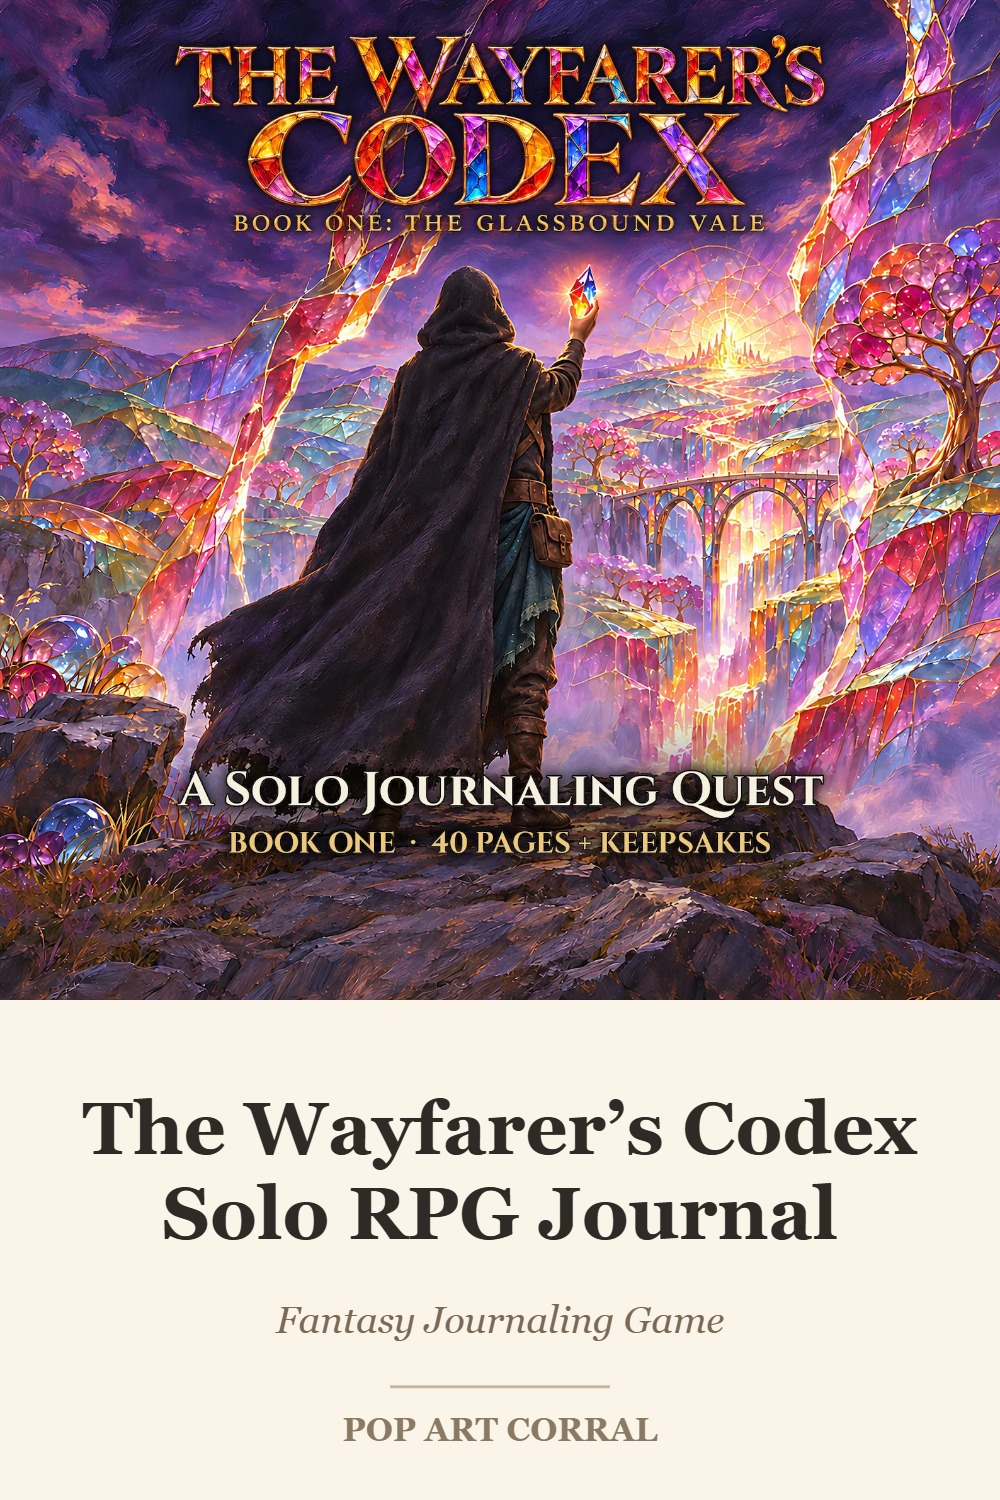 THE WAYFARER'S
CODEX
BOOK ONE: THE GLASSBOUND VALE
A SOLO JOURNALING QUEST
BOOK ONE · 40 PAGES + KEEPSAKES
The Wayfarer’s Codex
Solo RPG Journal
Fantasy Journaling Game
POP ART CORRAL